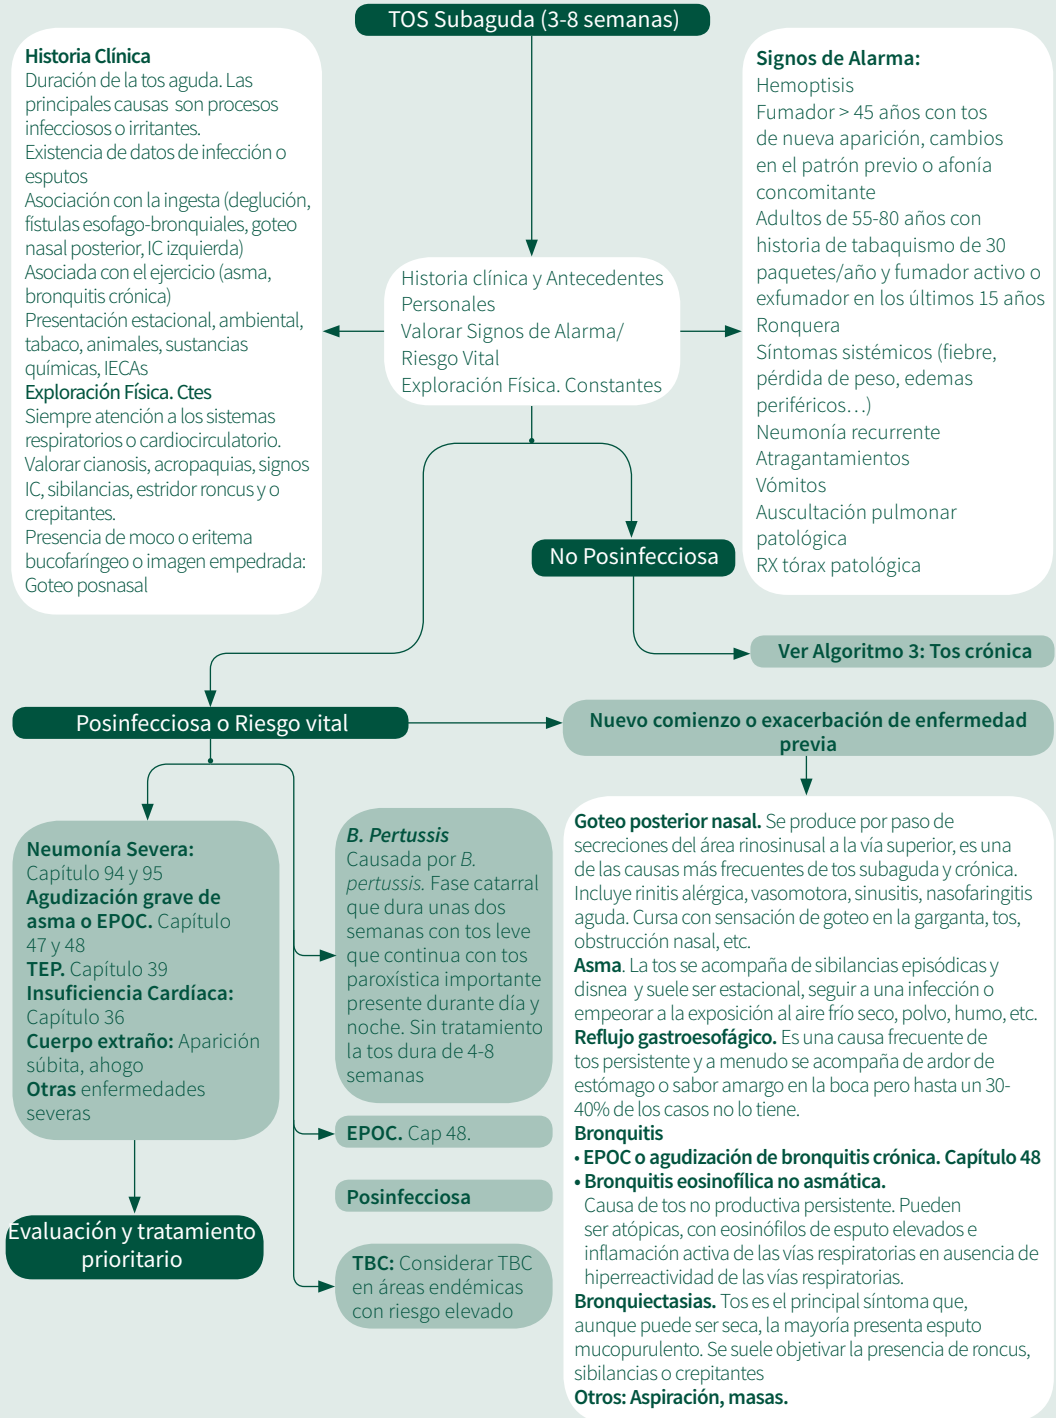 TOS Subaguda (3-8 semanas)
Historia Clínica
Duración de la tos aguda. Las
principales causas son procesos
infecciosos o irritantes.
Existencia de datos de infección o
esputos
Asociación con la ingesta (deglución,
fístulas esofago-bronquiales, goteo
nasal posterior, IC izquierda)
Asociada con el ejercicio (asma,
bronquitis crónica)
Presentación estacional, ambiental,
tabaco, animales, sustancias
químicas, IECAs
Exploración Física. Ctes
Siempre atención a los sistemas
respiratorios o cardiocirculatorio.
Valorar cianosis, acropaquias, signos
IC, sibilancias, estridor roncus y o
crepitantes.
Presencia de moco o eritema
bucofaríngeo o imagen empedrada:
Goteo posnasal
Historia clínica y Antecedentes
Personales
Valorar Signos de Alarma/
Riesgo Vital
Exploración Física. Constantes
Signos de Alarma:
Hemoptisis
Fumador > 45 años con tos
de nueva aparición, cambios
en el patrón previo o afonía
concomitante
Adultos de 55-80 años con
historia de tabaquismo de 30
paquetes/año y fumador activo o
exfumador en los últimos 15 años
Ronquera
Síntomas sistémicos (fiebre,
pérdida de peso, edemas
periféricos…)
Neumonía recurrente
Atragantamientos
Vómitos
Auscultación pulmonar
patológica
RX tórax patológica
No Posinfecciosa
Ver Algoritmo 3: Tos crónica
Posinfecciosa o Riesgo vital
Nuevo comienzo o exacerbación de enfermedad
previa
Neumonía Severa:
Capítulo 94 y 95
Agudización grave de
asma o EPOC. Capítulo
47 y 48
TEP. Capítulo 39
Insuficiencia Cardíaca:
Capítulo 36
Cuerpo extraño: Aparición
súbita, ahogo
Otras enfermedades
severas
Evaluación y tratamiento
prioritario
B. Pertussis
Causada por B.
pertussis. Fase catarral
que dura unas dos
semanas con tos leve
que continua con tos
paroxística importante
presente durante día y
noche. Sin tratamiento
la tos dura de 4-8
semanas
EPOC. Cap 48.
Posinfecciosa
TBC: Considerar TBC
en áreas endémicas
con riesgo elevado
Goteo posterior nasal. Se produce por paso de
secreciones del área rinosinusal a la vía superior, es una
de las causas más frecuentes de tos subaguda y crónica.
Incluye rinitis alérgica, vasomotora, sinusitis, nasofaringitis
aguda. Cursa con sensación de goteo en la garganta, tos,
obstrucción nasal, etc.
Asma. La tos se acompaña de sibilancias episódicas y
disnea y suele ser estacional, seguir a una infección o
empeorar a la exposición al aire frío seco, polvo, humo, etc.
Reflujo gastroesofágico. Es una causa frecuente de
tos persistente y a menudo se acompaña de ardor de
estómago o sabor amargo en la boca pero hasta un 30-
40% de los casos no lo tiene.
Bronquitis
• EPOC o agudización de bronquitis crónica. Capítulo 48
• Bronquitis eosinofílica no asmática.
Causa de tos no productiva persistente. Pueden
ser atópicas, con eosinófilos de esputo elevados e
inflamación activa de las vías respiratorias en ausencia de
hiperreactividad de las vías respiratorias.
Bronquiectasias. Tos es el principal síntoma que,
aunque puede ser seca, la mayoría presenta esputo
mucopurulento. Se suele objetivar la presencia de roncus,
sibilancias o crepitantes
Otros: Aspiración, masas.